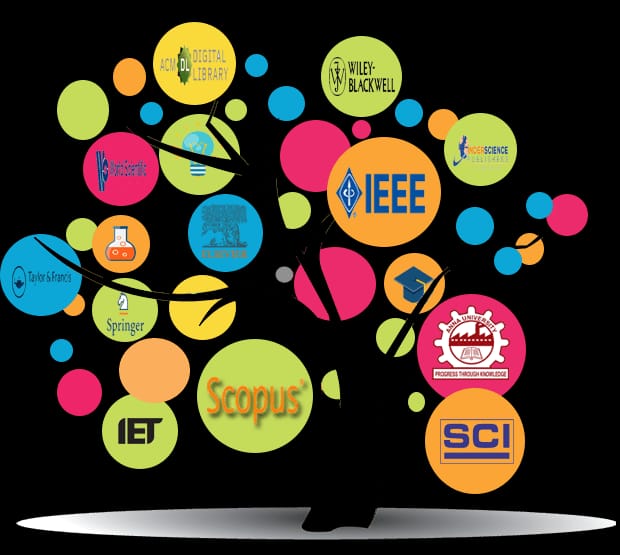 ACM DL DIGITAL
LIBRARY
WILEY-
BLACKWELL
World Scientific
INDERSCIENCE
PUBLISHERS
IEEE
Taylor & Francis
Springer
ANNA UNIVERSITY
PROGRESS THROUGH KNOWLEDGE
Scopus
IET
SCI